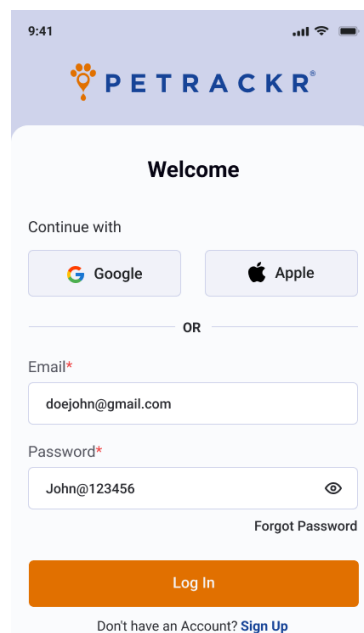 9:41
PETRACKR®
Welcome
Continue with
Google
Apple
OR
Email*
doejohn@gmail.com
Password*
John@123456
Forgot Password
Log In
Don't have an Account? Sign Up